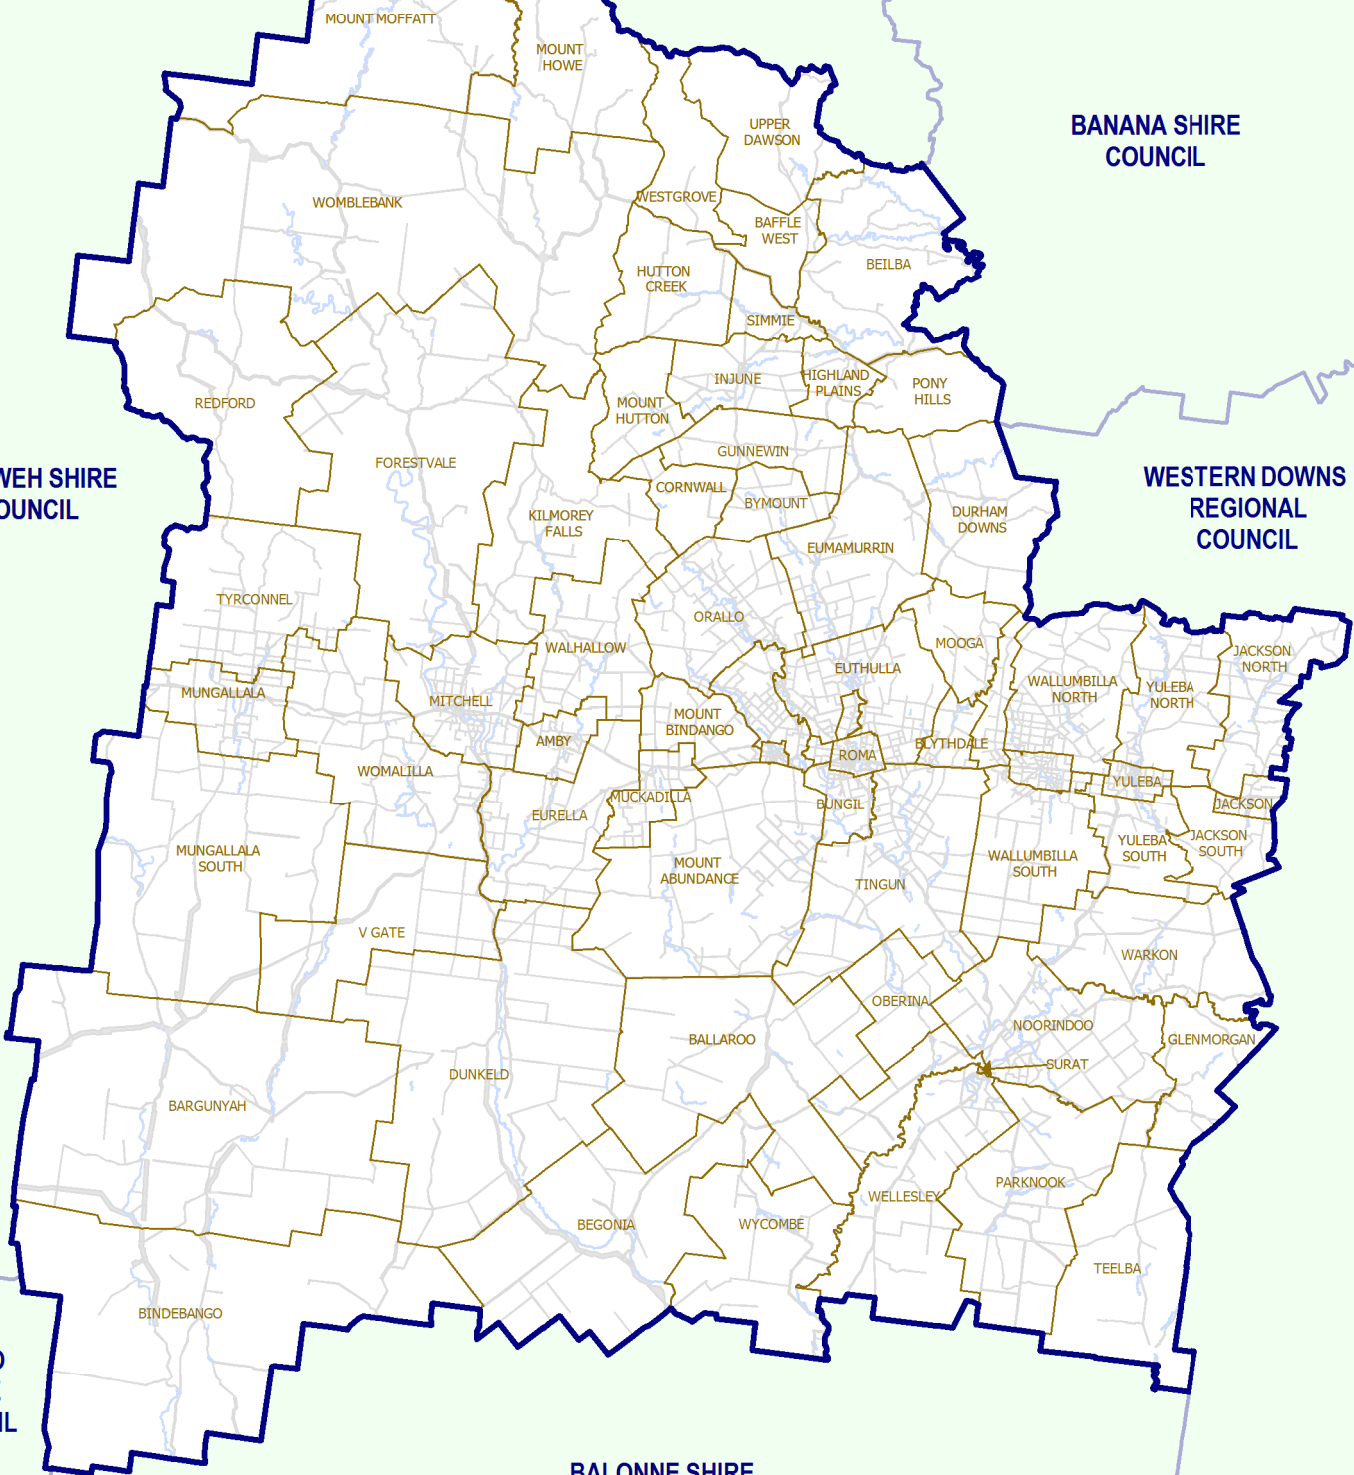 MOUNT MOFFATT
MOUNT
HOWE
UPPER
DAWSON
BANANA SHIRE
COUNCIL
WOMBLEBANK
WESTGROVE
BAFFLE
WEST
BEILBA
HUTTON
CREEK
SIMMIE
INJUNE
HIGHLAND
PLAINS
PONY
HILLS
REDFORD
MOUNT
HUTTON
GUNNEWIN
FORESTVALE
WEH SHIRE
OUNCIL
CORNWALL
BYMOUNT
WESTERN DOWNS
REGIONAL
COUNCIL
KILMOREY
FALLS
DURHAM
DOWNS
EUMAMURRIN
TYRCONNEL
ORALLO
WALHALLOW
MOOGA
JACKSON
NORTH
EUTHULLA
MUNGALLALA
MITCHELL
WALLUMBILLA
NORTH
YULEBA
NORTH
MOUNT
BINDANGO
AMBY
BLYTHDALE
ROMA
WOMALILLA
YULEBA
MUCKADILLA
BUNGIL
JACKSON
EURELLA
MUNGALLALA
SOUTH
MOUNT
ABUNDANCE
WALLUMBILLA
SOUTH
YULEBA
SOUTH
JACKSON
SOUTH
TINGUN
V GATE
WARKON
OBERINA
BALLAROO
NOORINDOO
GLENMORGAN
SURAT
DUNKELD
BARGUNYAH
PARKNOOK
WELLESLEY
BEGONIA
WYCOMBE
TEELBA
BINDEBANGO
O
IL
BALONNE SHIRE